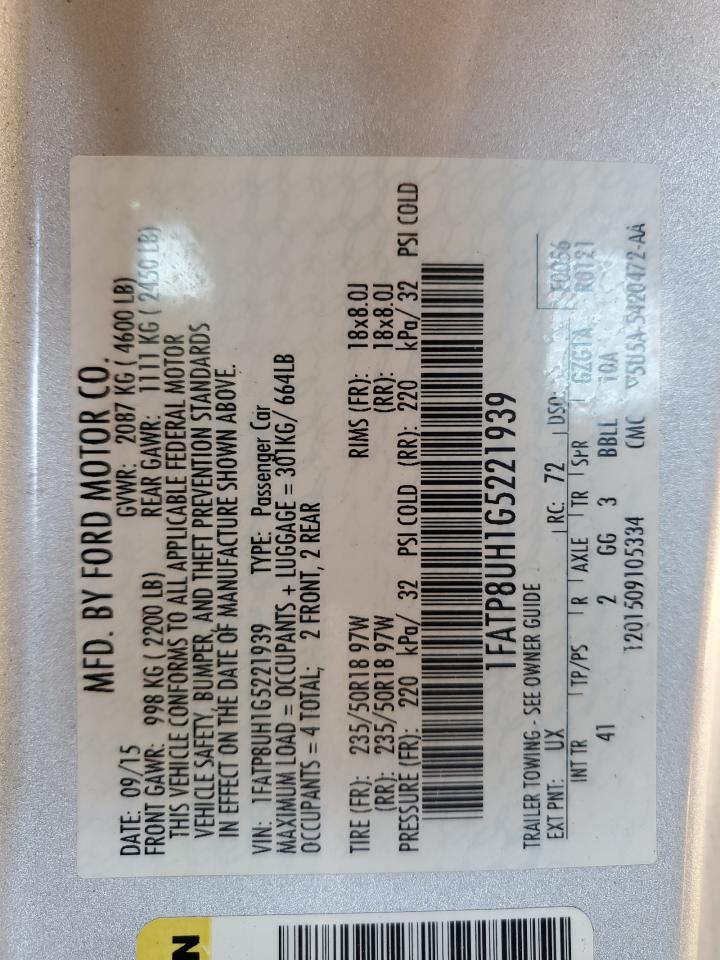 MFD. BY FORD MOTOR CO.
DATE: 09/15 GVWR: 2087 KG ( 4600 LB)
FRONT GAWR: 998 KG ( 2200 LB) REAR GAWR: 1111 KG ( 2450 LB)
THIS VEHICLE CONFORMS TO ALL APPLICABLE FEDERAL MOTOR
VEHICLE SAFETY, BUMPER, AND THEFT PREVENTION STANDARDS
IN EFFECT ON THE DATE OF MANUFACTURE SHOWN ABOVE.
VIN: 1FATP8UH1G5221939 TYPE: Passenger Car
MAXIMUM LOAD = OCCUPANTS + LUGGAGE = 301KG/ 664LB
OCCUPANTS = 4 TOTAL; 2 FRONT, 2 REAR
TIRE (FR): 235/50R18 97W RIMS (FR): 18x8.0J
(RR): 235/50R18 97W (RR): 18x8.0J
PRESSURE (FR): 220 kPa/ 32 PSI COLD (RR): 220 kPa/ 32 PSI COLD
1FATP8UH1G5221939
TRAILER TOWING - SEE OWNER GUIDE F0256
EXT PNT: UX RC: 72 DSO: R0121
INT TR TP/PS R AXLE TR SPR GZG1A
41 2 GG 3 BBLL 10A
1201509105334 CMC 5U5A-5420472-AA
N